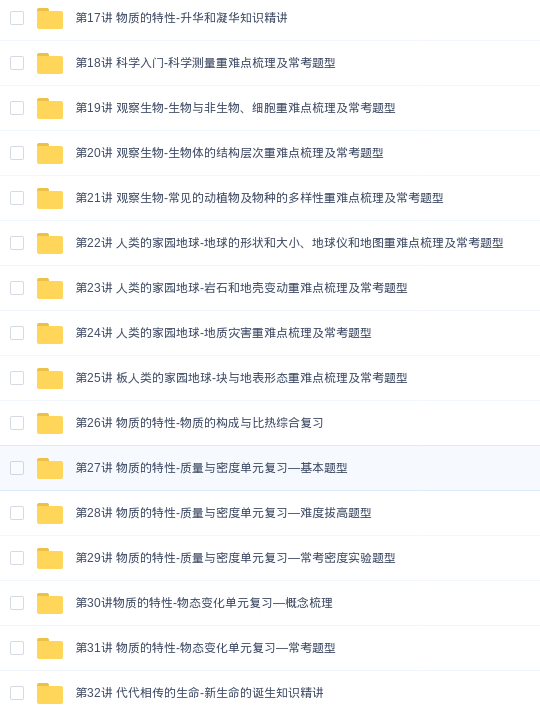 第17讲 物质的特性-升华和凝华知识精讲
第18讲 科学入门-科学测量重难点梳理及常考题型
第19讲 观察生物-生物与非生物、细胞重难点梳理及常考题型
第20讲 观察生物-生物体的结构层次重难点梳理及常考题型
第21讲 观察生物-常见的动植物及物种的多样性重难点梳理及常考题型
第22讲 人类的家园地球-地球的形状和大小、地球仪和地图重难点梳理及常考题型
第23讲 人类的家园地球-岩石和地壳变动重难点梳理及常考题型
第24讲 人类的家园地球-地质灾害重难点梳理及常考题型
第25讲 板人类的家园地球-块与地表形态重难点梳理及常考题型
第26讲 物质的特性-物质的构成与比热综合复习
第27讲 物质的特性-质量与密度单元复习—基本题型
第28讲 物质的特性-质量与密度单元复习—难度拔高题型
第29讲 物质的特性-质量与密度单元复习—常考密度实验题型
第30讲物质的特性-物态变化单元复习—概念梳理
第31讲 物质的特性-物态变化单元复习—常考题型
第32讲 代代相传的生命-新生命的诞生知识精讲